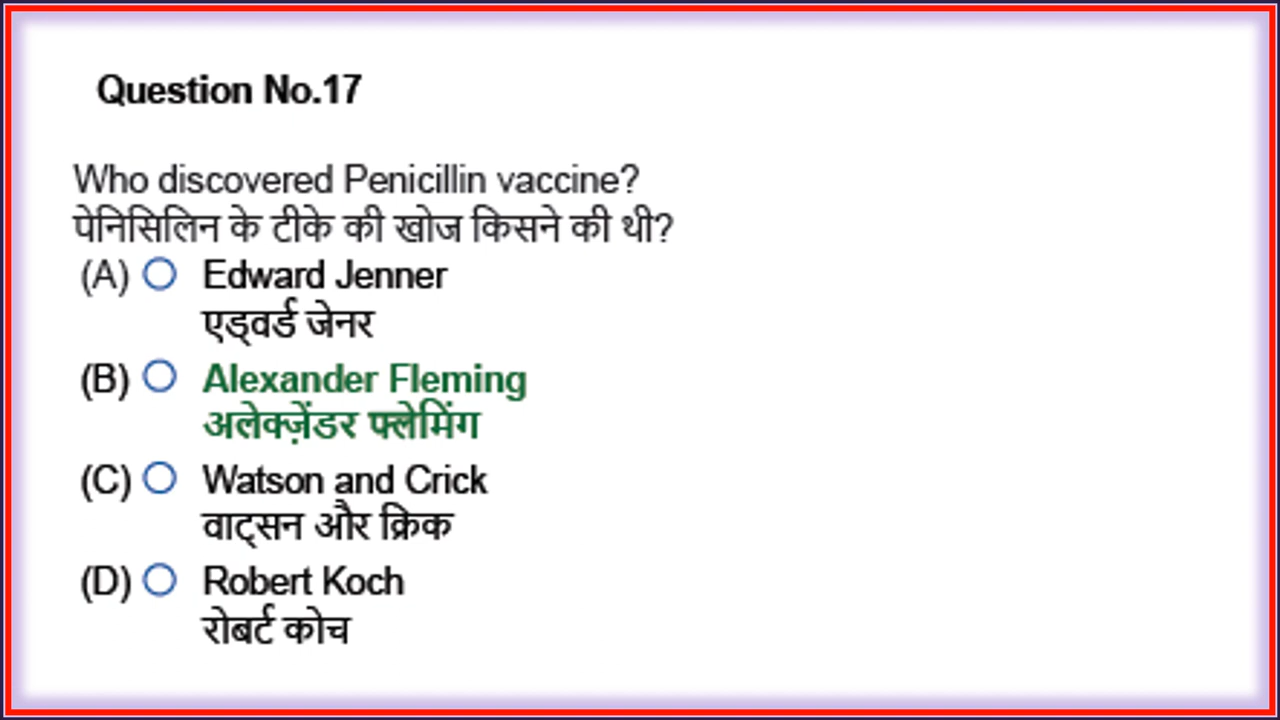 Question No.17
Who discovered Penicillin vaccine?
पेनिसिलिन के टीके की खोज किसने की थी?
(A) Edward Jenner
एड्वर्ड जेनर
(B) Alexander Fleming
अलेक्ज़ेंडर फ्लेमिंग
(C) Watson and Crick
वाट्सन और क्रिक
(D) Robert Koch
रोबर्ट कोच